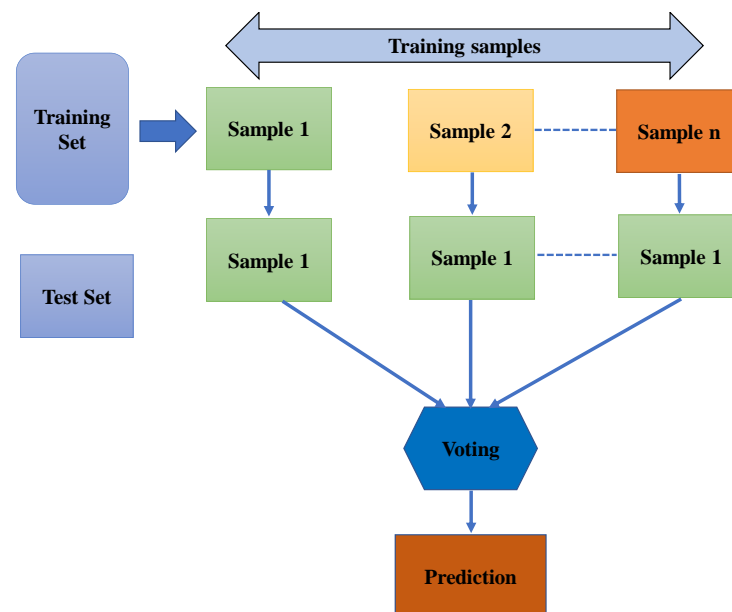 Training samples
Training
Set
Sample 1
Sample 2
Sample n
Sample 1
Sample 1
Sample 1
Test Set
Voting
Prediction